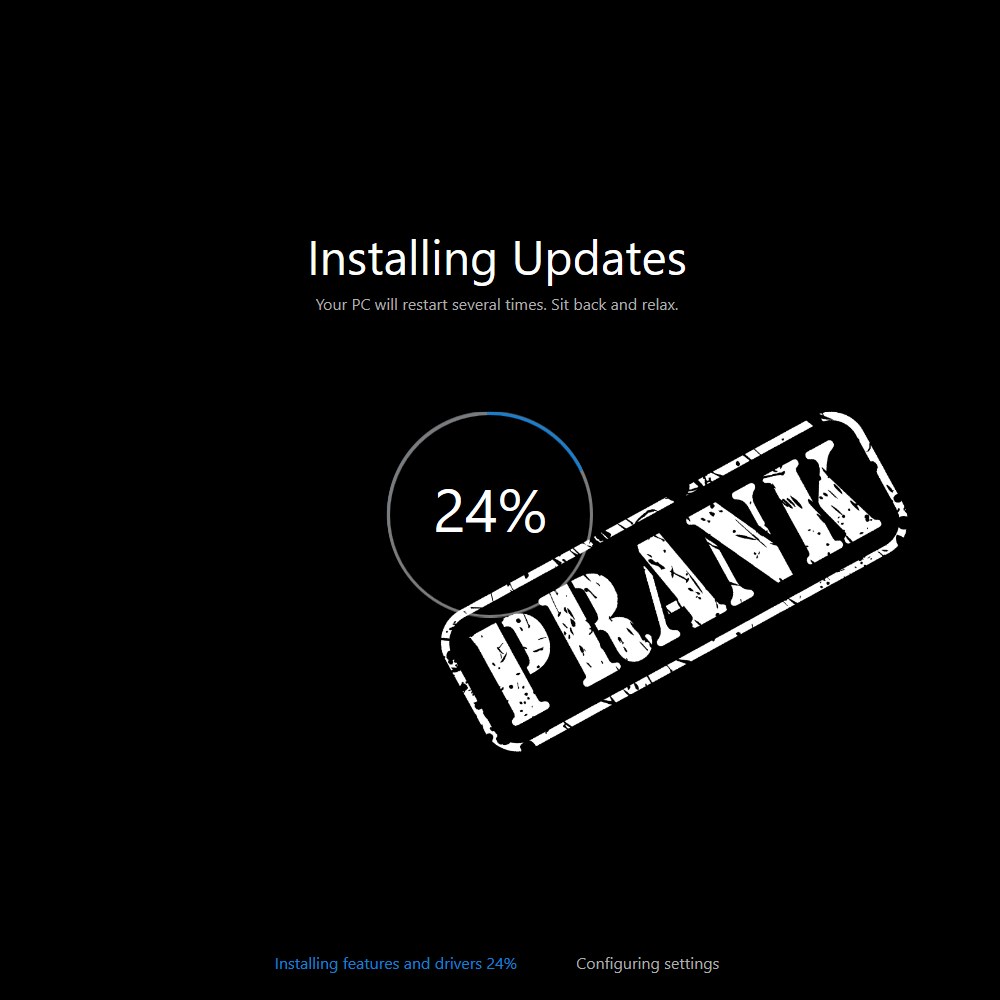 Installing Updates
Your PC will restart several times. Sit back and relax.
24%
PRANK
Installing features and drivers 24%
Configuring settings